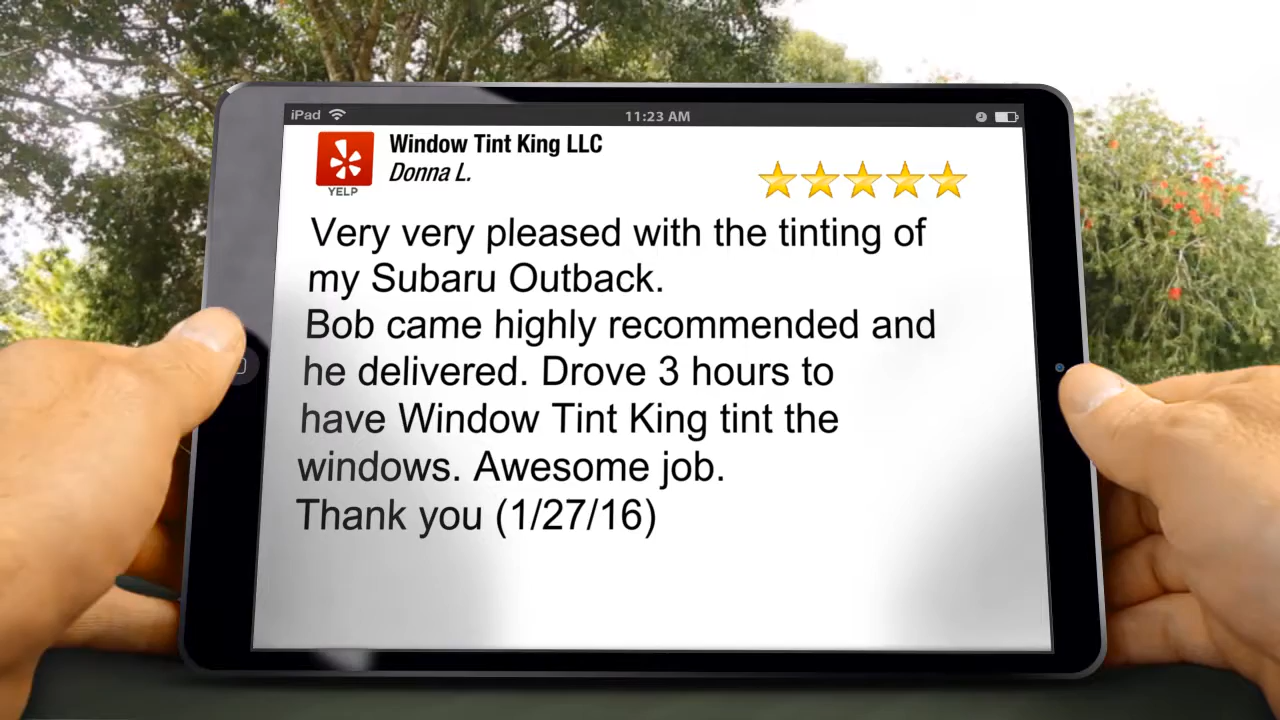 iPad 11:23 AM
Window Tint King LLC
Donna L.
YELP
Very very pleased with the tinting of
my Subaru Outback.
Bob came highly recommended and
he delivered. Drove 3 hours to
have Window Tint King tint the
windows. Awesome job.
Thank you (1/27/16)